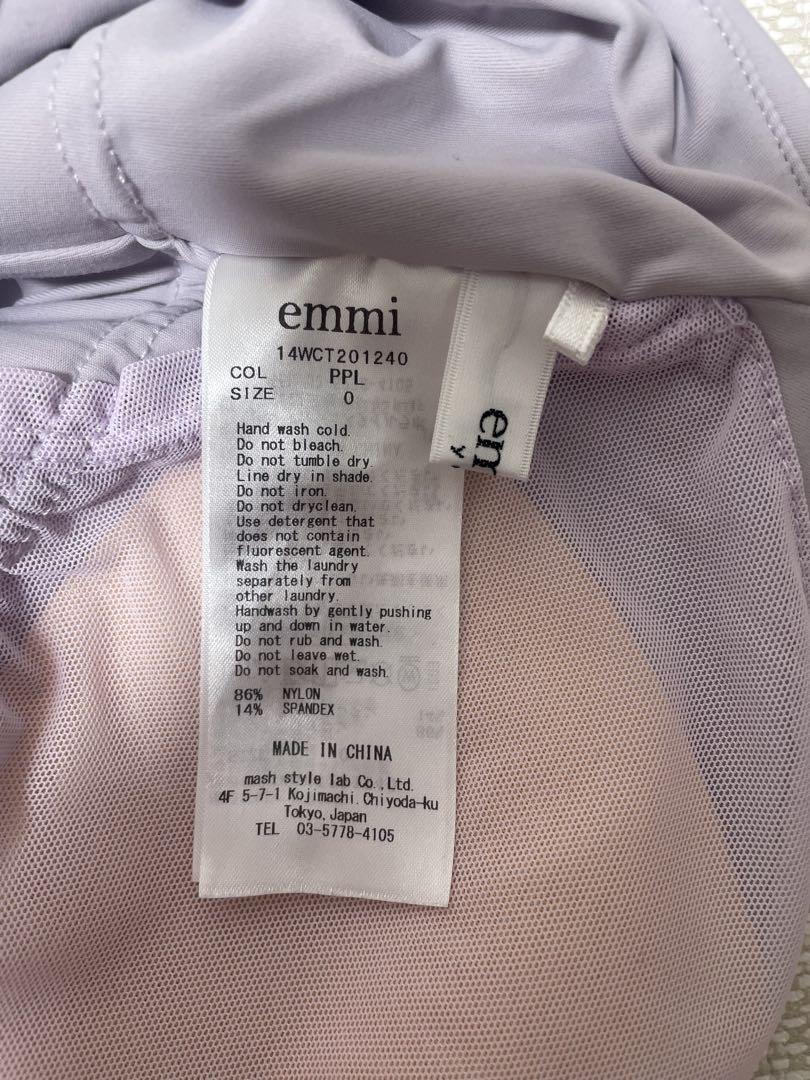 emmi
14WCT201240
COL PPL
SIZE 0
Hand wash cold.
Do not bleach.
Do not tumble dry.
Line dry in shade.
Do not iron.
Do not dryclean.
Use detergent that
does not contain
fluorescent agent.
Wash the laundry
separately from
other laundry.
Handwash by gently pushing
up and down in water.
Do not rub and wash.
Do not leave wet.
Do not soak and wash.
86% NYLON
14% SPANDEX
MADE IN CHINA
mash style lab Co.,Ltd.
4F 5-7-1 Kojimachi.Chiyoda-ku
Tokyo,Japan
TEL 03-5778-4105
em
Y